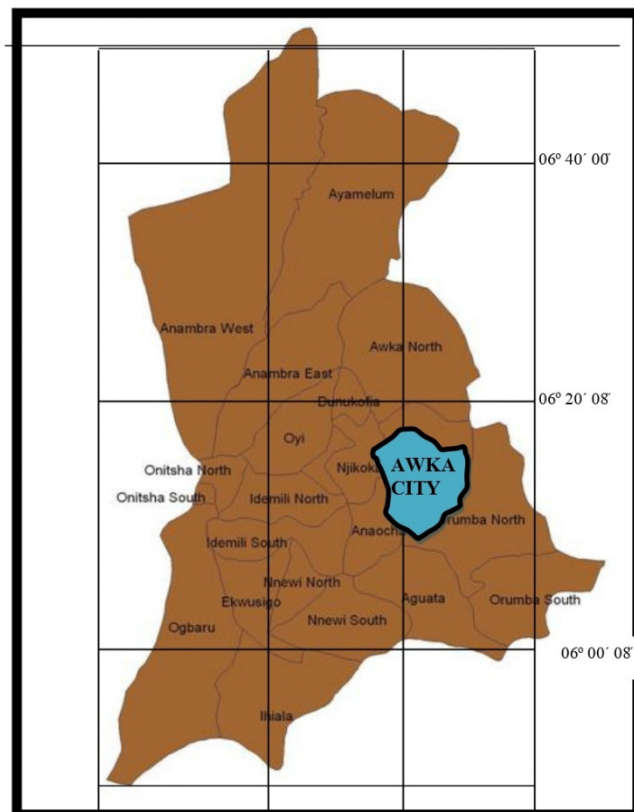 06° 40´ 00´
Ayamelum
Anambra West
Awka North
Anambra East
Dunukofia
06° 20´ 08´
Oyi
Onitsha North
Njikoka
AWKA
CITY
Onitsha South
Idemili North
Anaocha
Orumba North
Idemili South
Nnewi North
Ekwusigo
Aguata
Orumba South
Nnewi South
Ogbaru
06° 00´ 08´
Ihiala